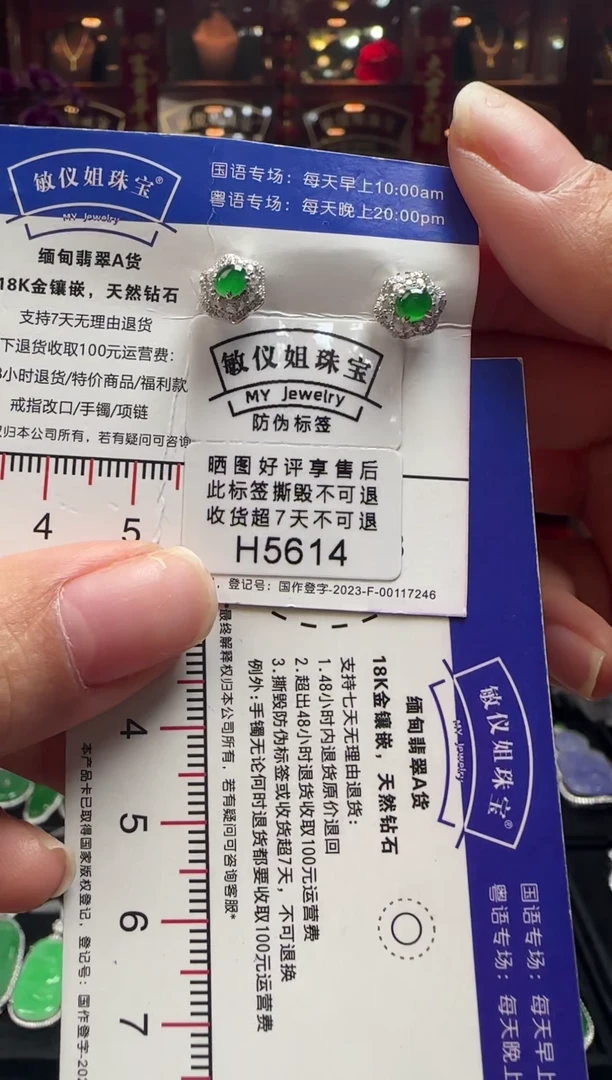 敏仪姐珠宝®
MY Jewelry
国语专场：每天早上10:00am
粤语专场：每天晚上20:00pm
缅甸翡翠A货
18K金镶嵌，天然钻石
支持7天无理由退货
下退货收取100元运营费:
小时退货/特价商品/福利款
戒指改口/手镯/项链
权归本公司所有，若有疑问可咨询
敏仪姐珠宝
MY Jewelry
防伪标签
晒图好评享售后
此标签撕毁不可退
收货超7天不可退
H5614
4
5
登记号：国作登字-2023-F-00117246
敏仪姐珠宝®
MY Jewelry
国语专场：每天早上
粤语专场：每天晚上
缅甸翡翠A货
18K金镶嵌，天然钻石
支持七天无理由退货：
1.48小时内退货原价退回
2.超出48小时退货收取100元运营费
3.撕毁防伪标签或收货超7天，不可退换
例外:手镯无论何时退货都要收取100元运营费
*最终解释权归本公司所有，若有疑问可咨询客服*
4
5
6
7
本产品卡已取得国家版权登记，登记号：国作登字-202